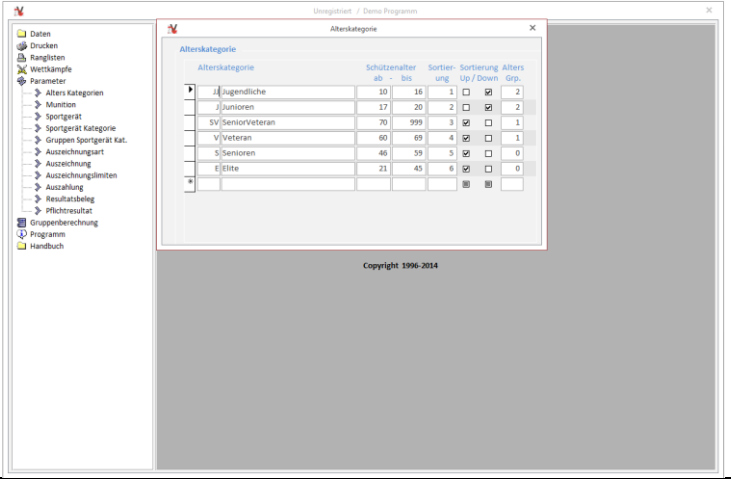 Unregistriert / Demo Programm
Daten
Drucken
Ranglisten
Wettkämpfe
Parameter
Alters Kategorien
Munition
Sportgerät
Sportgerät Kategorie
Gruppen Sportgerät Kat.
Auszeichnungsart
Auszeichnung
Auszeichnungslimiten
Auszahlung
Resultatsbeleg
Pflichtresultat
Gruppenberechnung
Programm
Handbuch
Alterskategorie
Alterskategorie
Alterskategorie Schützenalter Sortier- Sortierung Alters
ab - bis ung Up / Down Grp.
JJ Jugendliche 10 16 1 2
J Junioren 17 20 2 2
SV SeniorVeteran 70 999 3 1
V Veteran 60 69 4 1
S Senioren 46 59 5 0
E Elite 21 45 6 0
*
Copyright 1996-2014